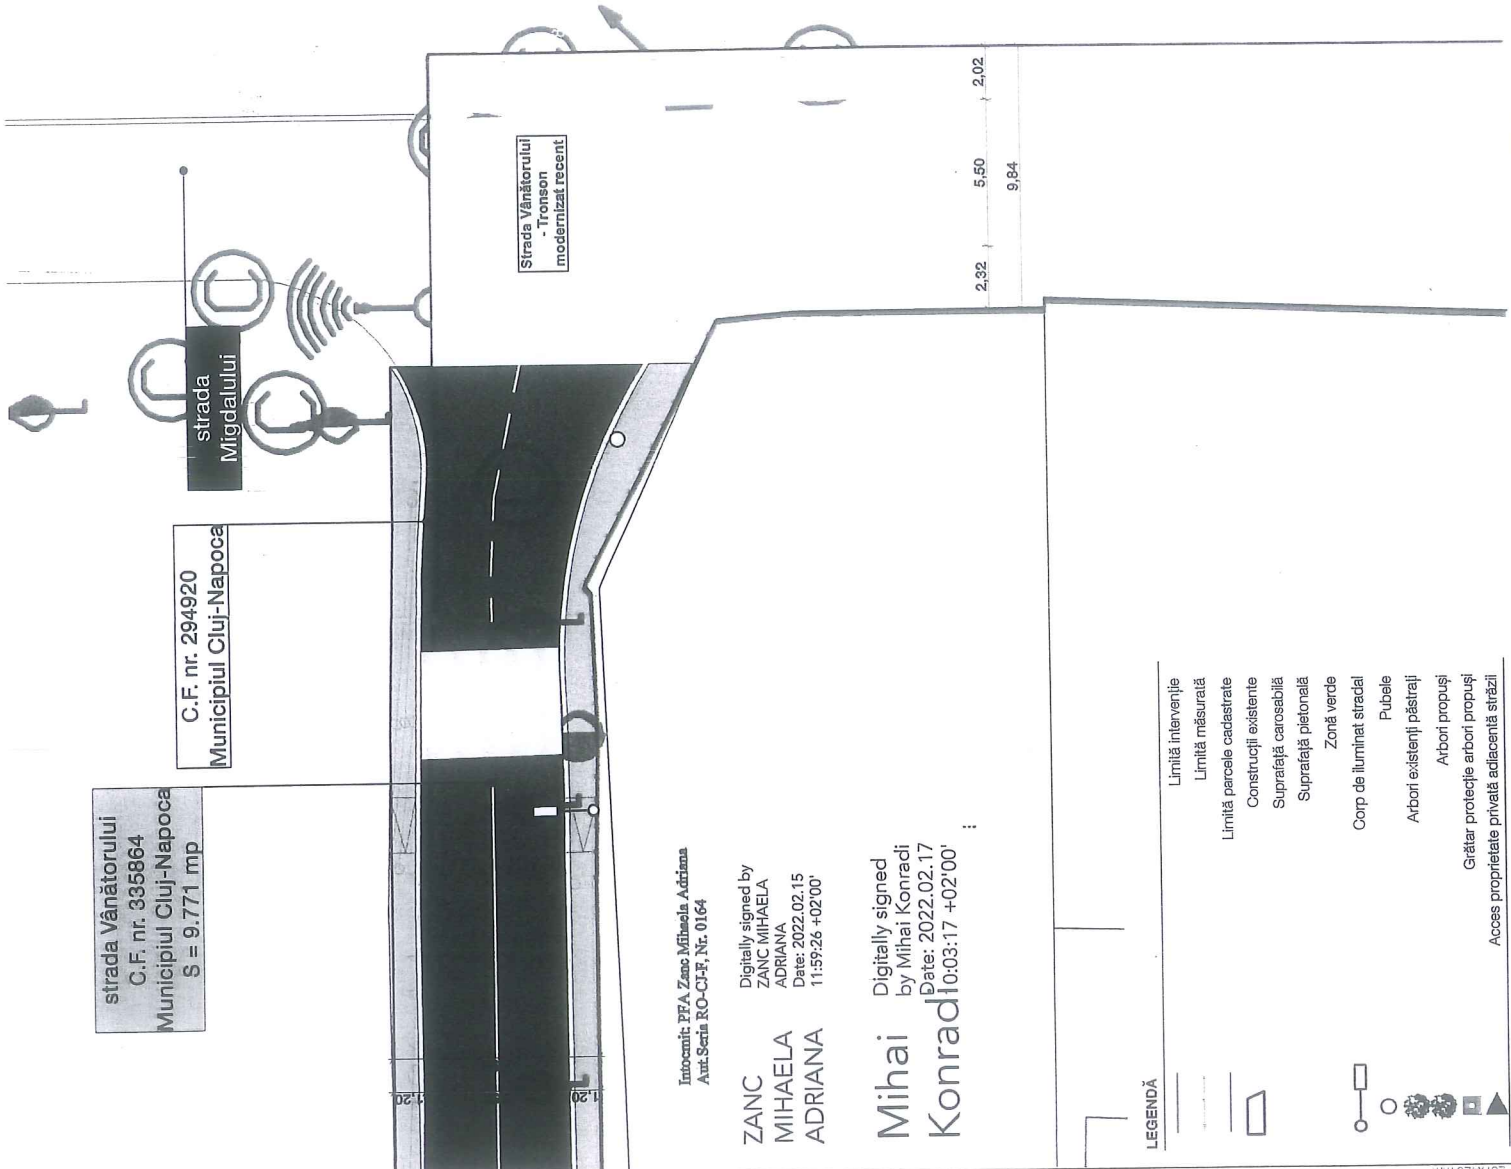 strada Vânătorului
C.F. nr. 335864
Municipiul Cluj-Napoca
S = 9.771 mp
C.F. nr. 294920
Municipiul Cluj-Napoca
strada
Migdalului
Strada Vânătorului
- Tronson
modernizat recent
2,32
5,50
2,02
9,84
1,20
1,20
Intocmit: PFA Zanc Mihaela Adriana
Aut.Seria RO-CJ-F, Nr. 0164
ZANC
MIHAELA
ADRIANA
Digitally signed by
ZANC MIHAELA
ADRIANA
Date: 2022.02.15
11:59:26 +02'00'
Mihai
Konradi
Digitally signed
by Mihai Konradi
Date: 2022.02.17
10:03:17 +02'00'
LEGENDĂ
Limită intervenție
Limită măsurată
Limită parcele cadastrate
Construcții existente
Suprafață carosabilă
Suprafață pietonală
Zonă verde
Corp de iluminat stradal
Pubele
Arbori existenți păstrați
Arbori propuși
Grătar protecție arbori propuși
Acces proprietate privată adiacentă străzii